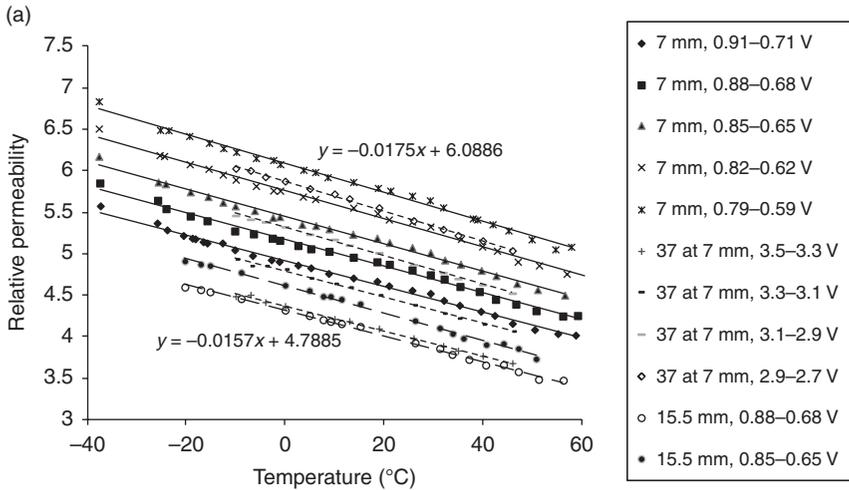 (a)
7.5
7
6.5
6
5.5
5
4.5
4
3.5
3
Relative permeability
–40
–20
0
20
40
60
Temperature (°C)
y = –0.0175x + 6.0886
y = –0.0157x + 4.7885
7 mm, 0.91–0.71 V
7 mm, 0.88–0.68 V
7 mm, 0.85–0.65 V
7 mm, 0.82–0.62 V
7 mm, 0.79–0.59 V
37 at 7 mm, 3.5–3.3 V
37 at 7 mm, 3.3–3.1 V
37 at 7 mm, 3.1–2.9 V
37 at 7 mm, 2.9–2.7 V
15.5 mm, 0.88–0.68 V
15.5 mm, 0.85–0.65 V